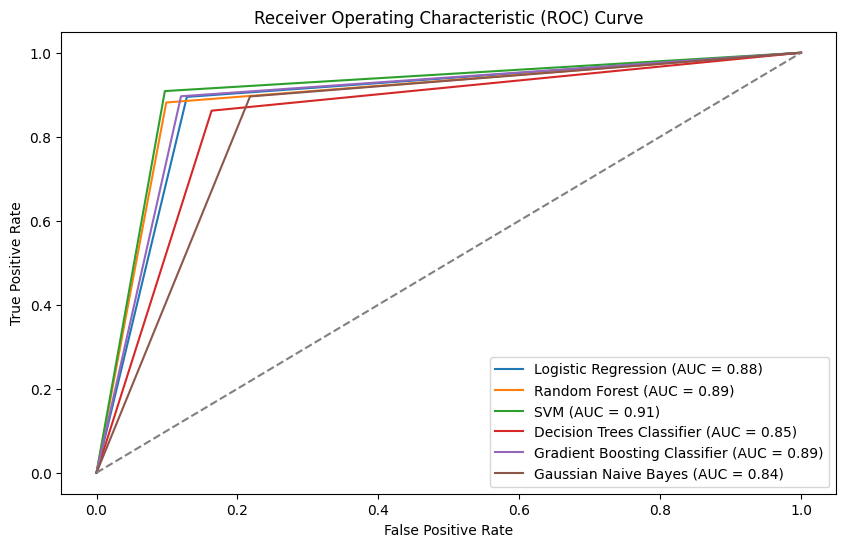 Receiver Operating Characteristic (ROC) Curve
True Positive Rate
1.0
0.8
0.6
0.4
0.2
0.0
Logistic Regression (AUC = 0.88)
Random Forest (AUC = 0.89)
SVM (AUC = 0.91)
Decision Trees Classifier (AUC = 0.85)
Gradient Boosting Classifier (AUC = 0.89)
Gaussian Naive Bayes (AUC = 0.84)
0.0 0.2 0.4 0.6 0.8 1.0
False Positive Rate